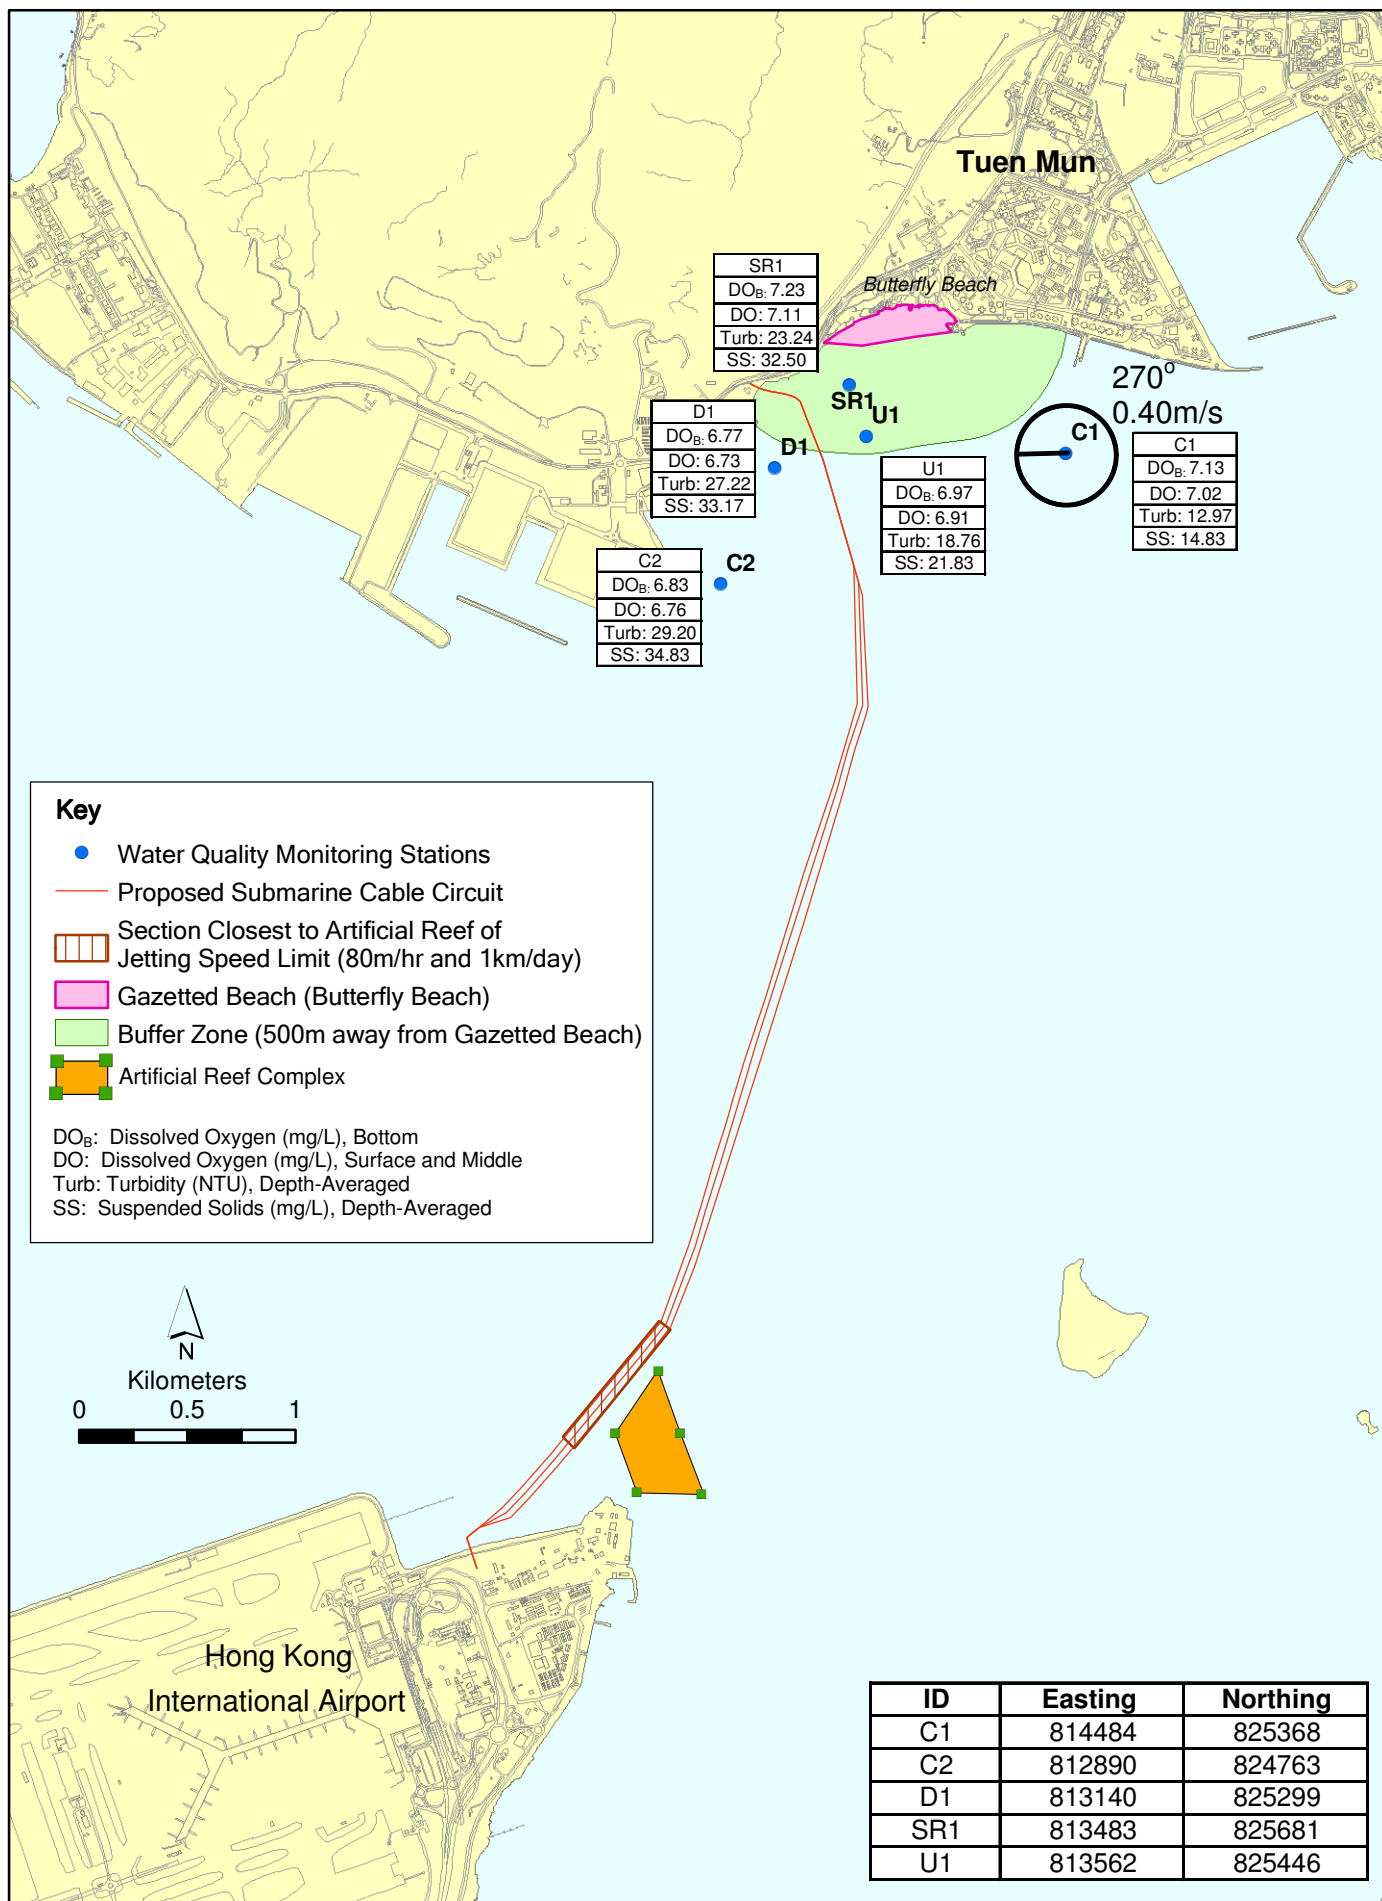 Tuen Mun
Butterfly Beach
SR1
DOB: 7.23
DO: 7.11
Turb: 23.24
SS: 32.50
SR1
U1
270°
0.40m/s
C1
C1
DOB: 7.13
DO: 7.02
Turb: 12.97
SS: 14.83
D1
DOB: 6.77
DO: 6.73
Turb: 27.22
SS: 33.17
D1
U1
DOB: 6.97
DO: 6.91
Turb: 18.76
SS: 21.83
C2
DOB: 6.83
DO: 6.76
Turb: 29.20
SS: 34.83
C2
Key
Water Quality Monitoring Stations
Proposed Submarine Cable Circuit
Section Closest to Artificial Reef of
Jetting Speed Limit (80m/hr and 1km/day)
Gazetted Beach (Butterfly Beach)
Buffer Zone (500m away from Gazetted Beach)
Artificial Reef Complex
DOB: Dissolved Oxygen (mg/L), Bottom
DO: Dissolved Oxygen (mg/L), Surface and Middle
Turb: Turbidity (NTU), Depth-Averaged
SS: Suspended Solids (mg/L), Depth-Averaged
N
Kilometers
0 0.5 1
Hong Kong
International Airport
ID Easting Northing
C1 814484 825368
C2 812890 824763
D1 813140 825299
SR1 813483 825681
U1 813562 825446